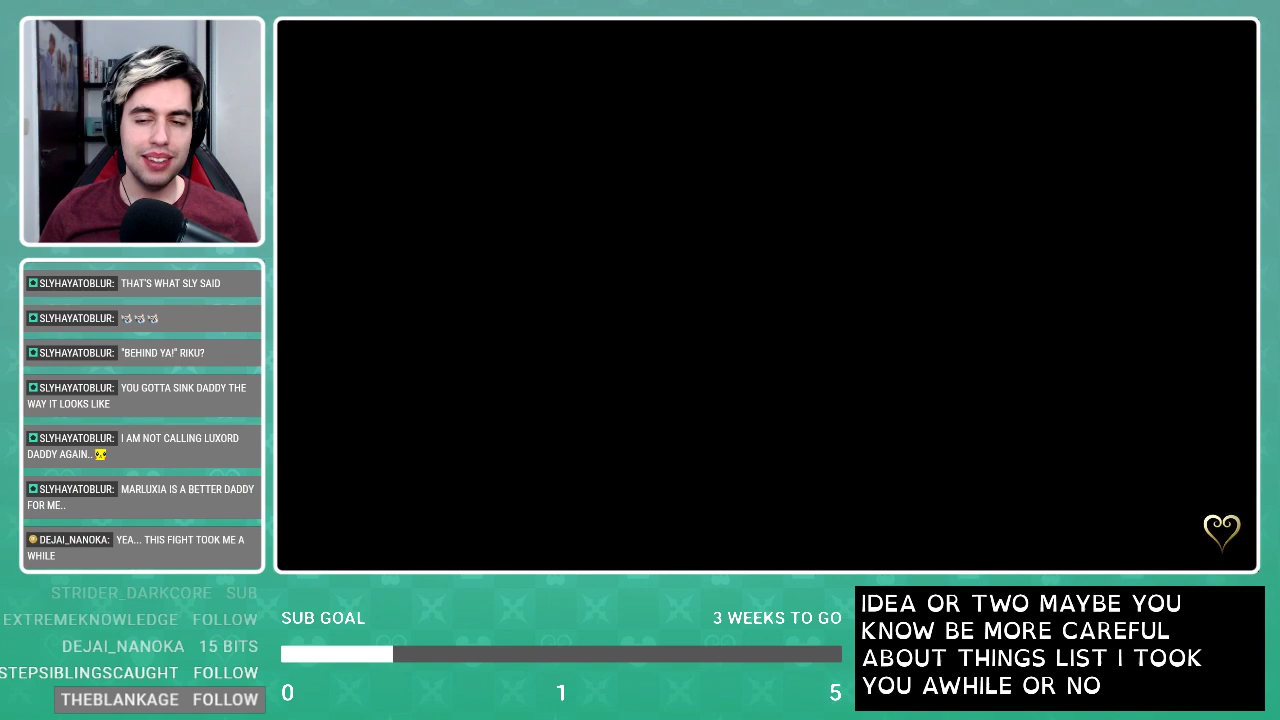 SLYHAYATOBLUR: THAT'S WHAT SLY SAID
SLYHAYATOBLUR:
SLYHAYATOBLUR: "BEHIND YA!" RIKU?
SLYHAYATOBLUR: YOU GOTTA SINK DADDY THE
WAY IT LOOKS LIKE
SLYHAYATOBLUR: I AM NOT CALLING LUXORD
DADDY AGAIN..
SLYHAYATOBLUR: MARLUXIA IS A BETTER DADDY
FOR ME..
DEJAI_NANOKA: YEA... THIS FIGHT TOOK ME A
WHILE
STRIDER_DARKCORE SUB
EXTREMEKNOWLEDGE FOLLOW
DEJAI_NANOKA 15 BITS
STEPSIBLINGSCAUGHT FOLLOW
THEBLANKAGE FOLLOW
SUB GOAL 3 WEEKS TO GO
0 1 5
IDEA OR TWO MAYBE YOU
KNOW BE MORE CAREFUL
ABOUT THINGS LIST I TOOK
YOU AWHILE OR NO